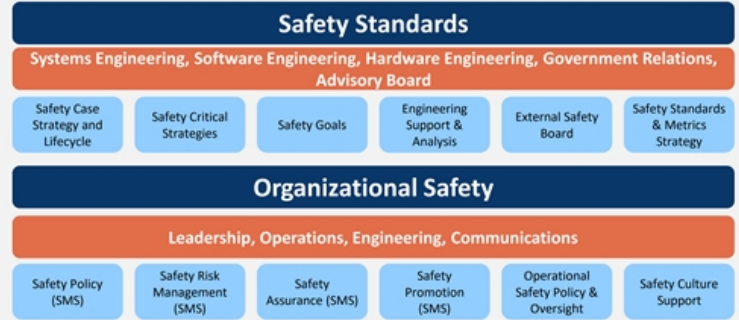 Safety Standards
Systems Engineering, Software Engineering, Hardware Engineering, Government Relations,
Advisory Board
Safety Case
Strategy and
Lifecycle
Safety Critical
Strategies
Safety Goals
Engineering
Support &
Analysis
External Safety
Board
Safety Standards
& Metrics
Strategy
Organizational Safety
Leadership, Operations, Engineering, Communications
Safety Policy
(SMS)
Safety Risk
Management
(SMS)
Safety
Assurance (SMS)
Safety
Promotion
(SMS)
Operational
Safety Policy &
Oversight
Safety Culture
Support